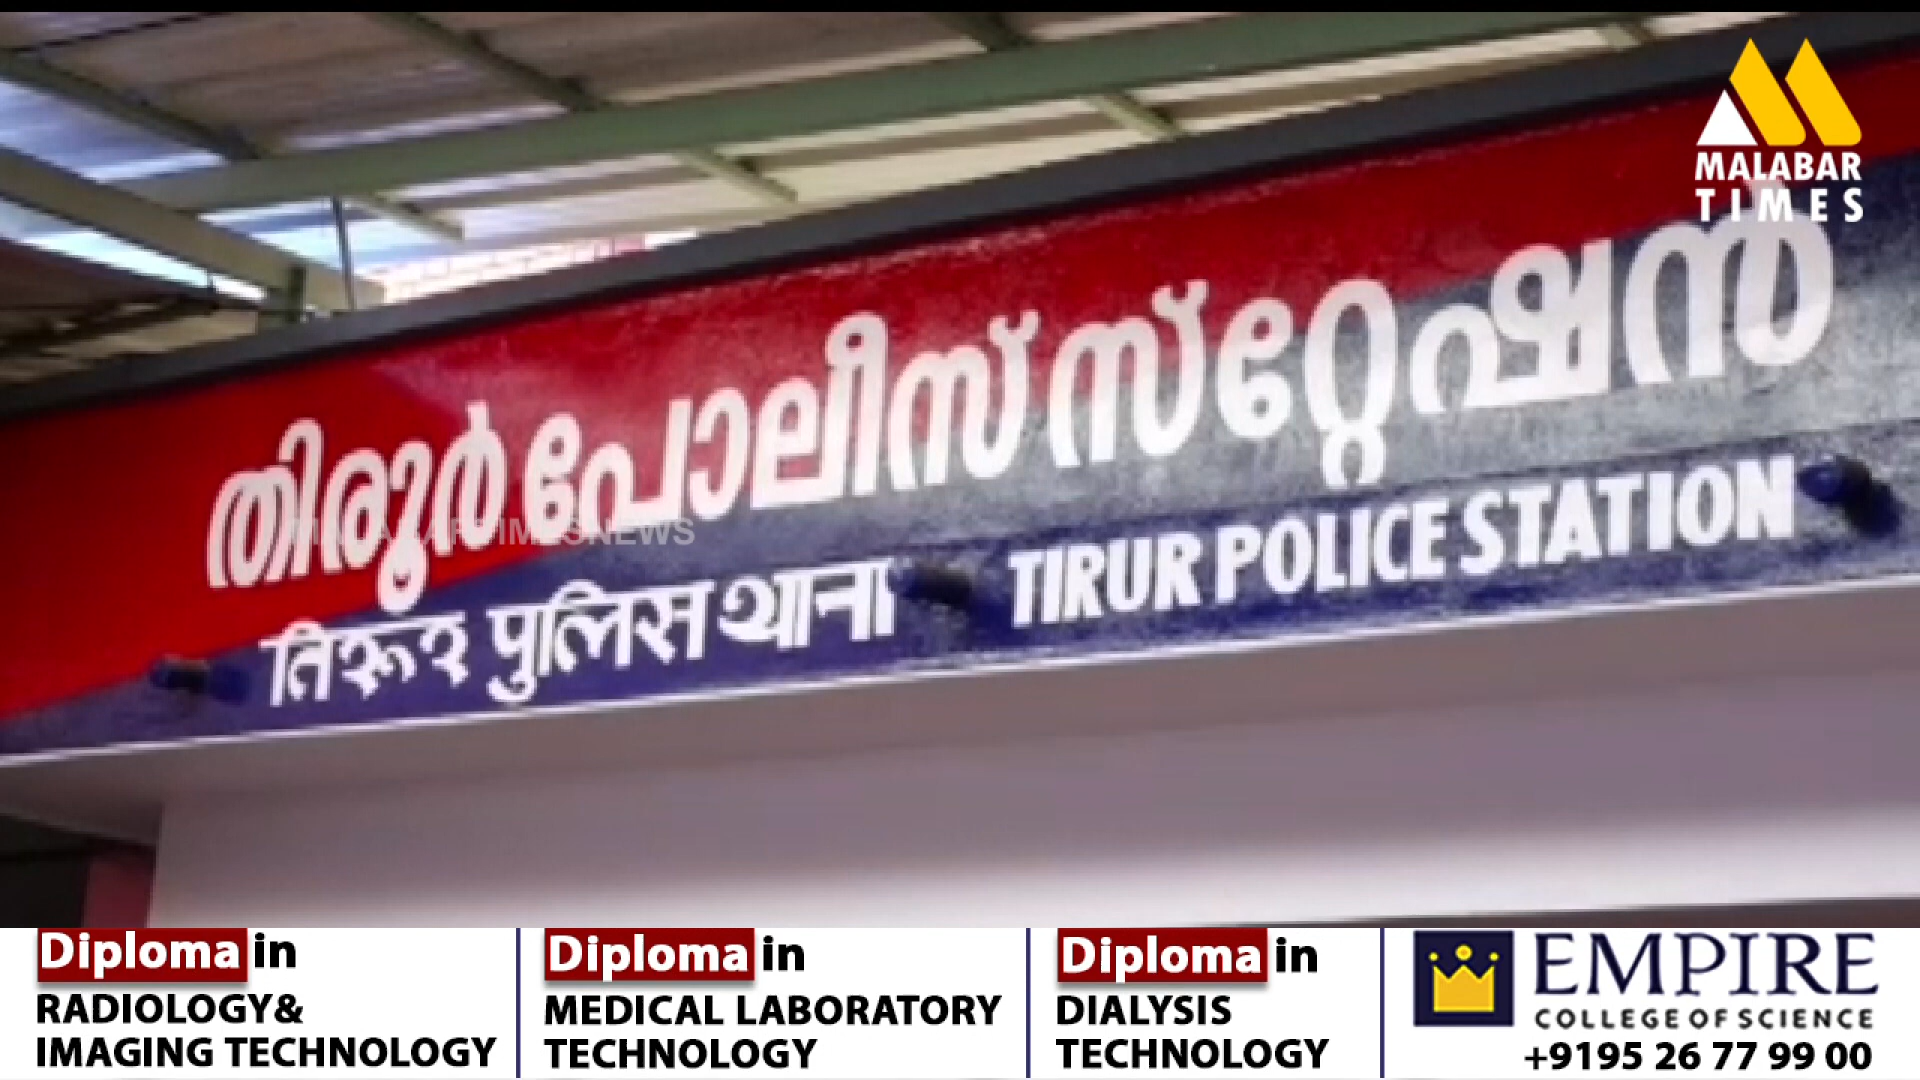 MALABAR
TIMES
തിരൂർ പോലീസ് സ്റ്റേഷൻ
MALABARTIMESNEWS
तिरूर पुलिस थाना
TIRUR POLICE STATION
Diploma in
RADIOLOGY&
IMAGING TECHNOLOGY
Diploma in
MEDICAL LABORATORY
TECHNOLOGY
Diploma in
DIALYSIS
TECHNOLOGY
EMPIRE
COLLEGE OF SCIENCE
+9195 26 77 99 00